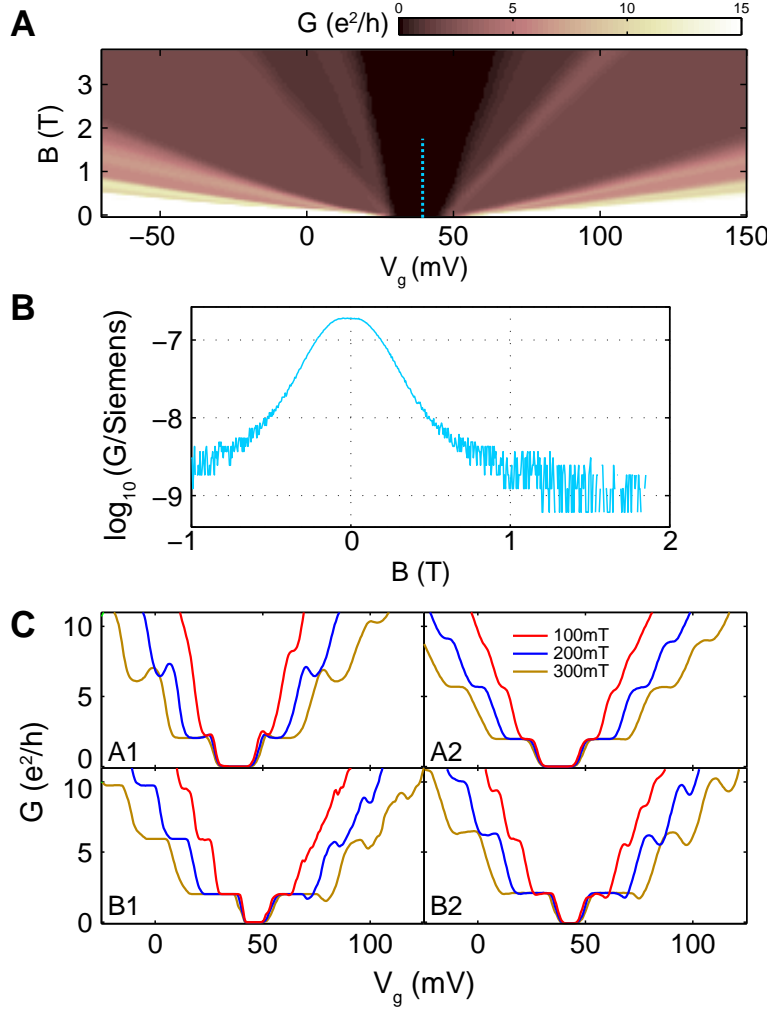 A
G (e²/h)
0 5 10 15
B (T)
3
2
1
0
−50 0 50 100 150
V_g (mV)
B
log₁₀ (G/Siemens)
−7
−8
−9
−1 0 1 2
B (T)
C
G (e²/h)
10
5
0
A1
100mT
200mT
300mT
A2
10
5
0
B1
B2
0 50 100 0 50 100
V_g (mV)